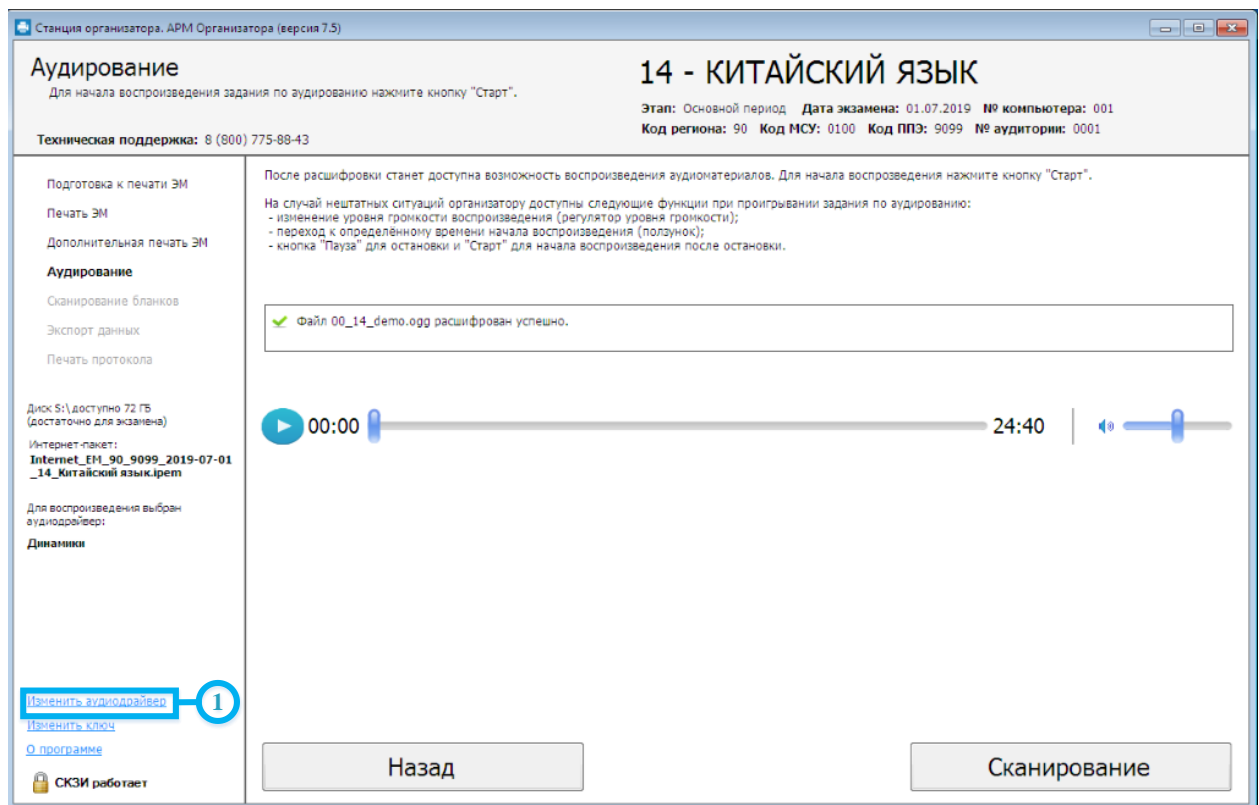 Станция организатора. АРМ Организатора (версия 7.5)
Аудирование
Для начала воспроизведения задания по аудированию нажмите кнопку "Старт".
Техническая поддержка: 8 (800) 775-88-43
14 - КИТАЙСКИЙ ЯЗЫК
Этап: Основной период Дата экзамена: 01.07.2019 № компьютера: 001
Код региона: 90 Код МСУ: 0100 Код ППЭ: 9099 № аудитории: 0001
Подготовка к печати ЭМ
Печать ЭМ
Дополнительная печать ЭМ
Аудирование
Сканирование бланков
Экспорт данных
Печать протокола
Диск S:\ доступно 72 ГБ
(достаточно для экзамена)
Интернет-пакет:
Internet_EM_90_9099_2019-07-01
_14_Китайский язык.ipem
Для воспроизведения выбран
аудиодрайвер:
Динамики
Изменить аудиодрайвер
1
Изменить ключ
О программе
СКЗИ работает
После расшифровки станет доступна возможность воспроизведения аудиоматериалов. Для начала воспрозведения нажмите кнопку "Старт".
На случай нештатных ситуаций организатору доступны следующие функции при проигрывании задания по аудированию:
- изменение уровня громкости воспроизведения (регулятор уровня громкости);
- переход к определённому времени начала воспроизведения (ползунок);
- кнопка "Пауза" для остановки и "Старт" для начала воспроизведения после остановки.
Файл 00_14_demo.ogg расшифрован успешно.
00:00
24:40
Назад
Сканирование